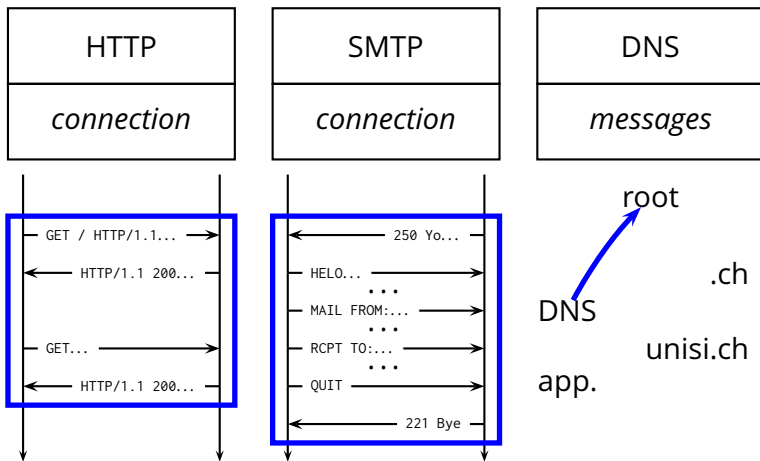 HTTP
connection
GET / HTTP/1.1...
HTTP/1.1 200...
GET...
HTTP/1.1 200...
SMTP
connection
250 Yo...
HELO...
...
MAIL FROM:...
...
RCPT TO:...
...
QUIT
221 Bye
DNS
messages
root
.ch
DNS
unisi.ch
app.